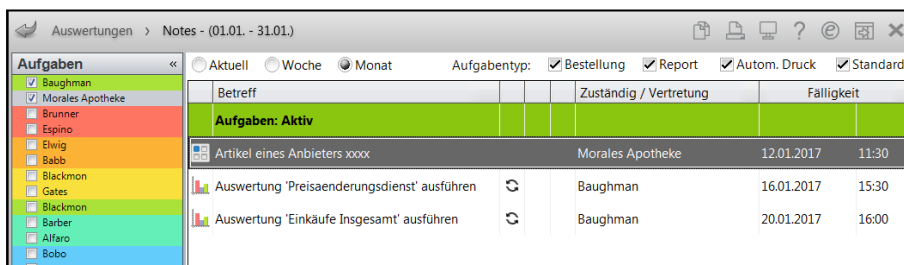 Auswertungen > Notes - (01.01. - 31.01.)
Aufgaben «
Baughman
Morales Apotheke
Brunner
Espino
Elwig
Babb
Blackmon
Gates
Blackmon
Barber
Alfaro
Bobo
Aktuell Woche Monat Aufgabentyp: Bestellung Report Autom. Druck Standard
Betreff Zuständig / Vertretung Fälligkeit
Aufgaben: Aktiv
Artikel eines Anbieters xxxx Morales Apotheke 12.01.2017 11:30
Auswertung 'Preisaenderungsdienst' ausführen Baughman 16.01.2017 15:30
Auswertung 'Einkäufe Insgesamt' ausführen Baughman 20.01.2017 16:00